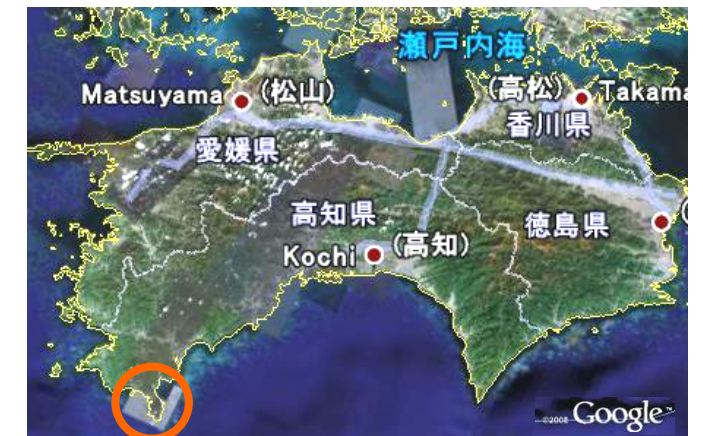 瀬戸内海
Matsuyama (松山)
(高松) Takama
香川県
愛媛県
高知県
徳島県
Kochi (高知)
©2008 Google™